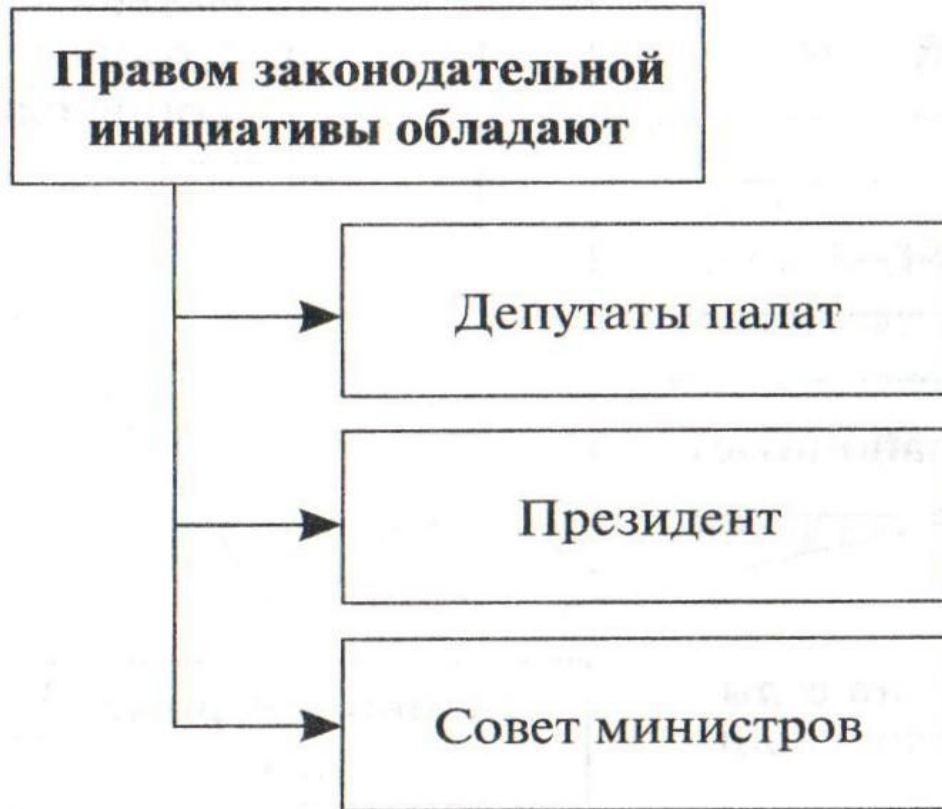 Правом законодательной
инициативы обладают
Депутаты палат
Президент
Совет министров